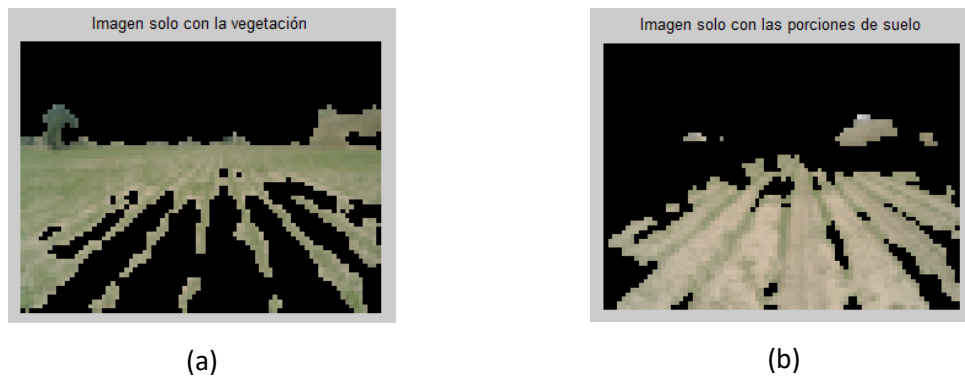 Imagen solo con la vegetación
Imagen solo con las porciones de suelo
(a)
(b)